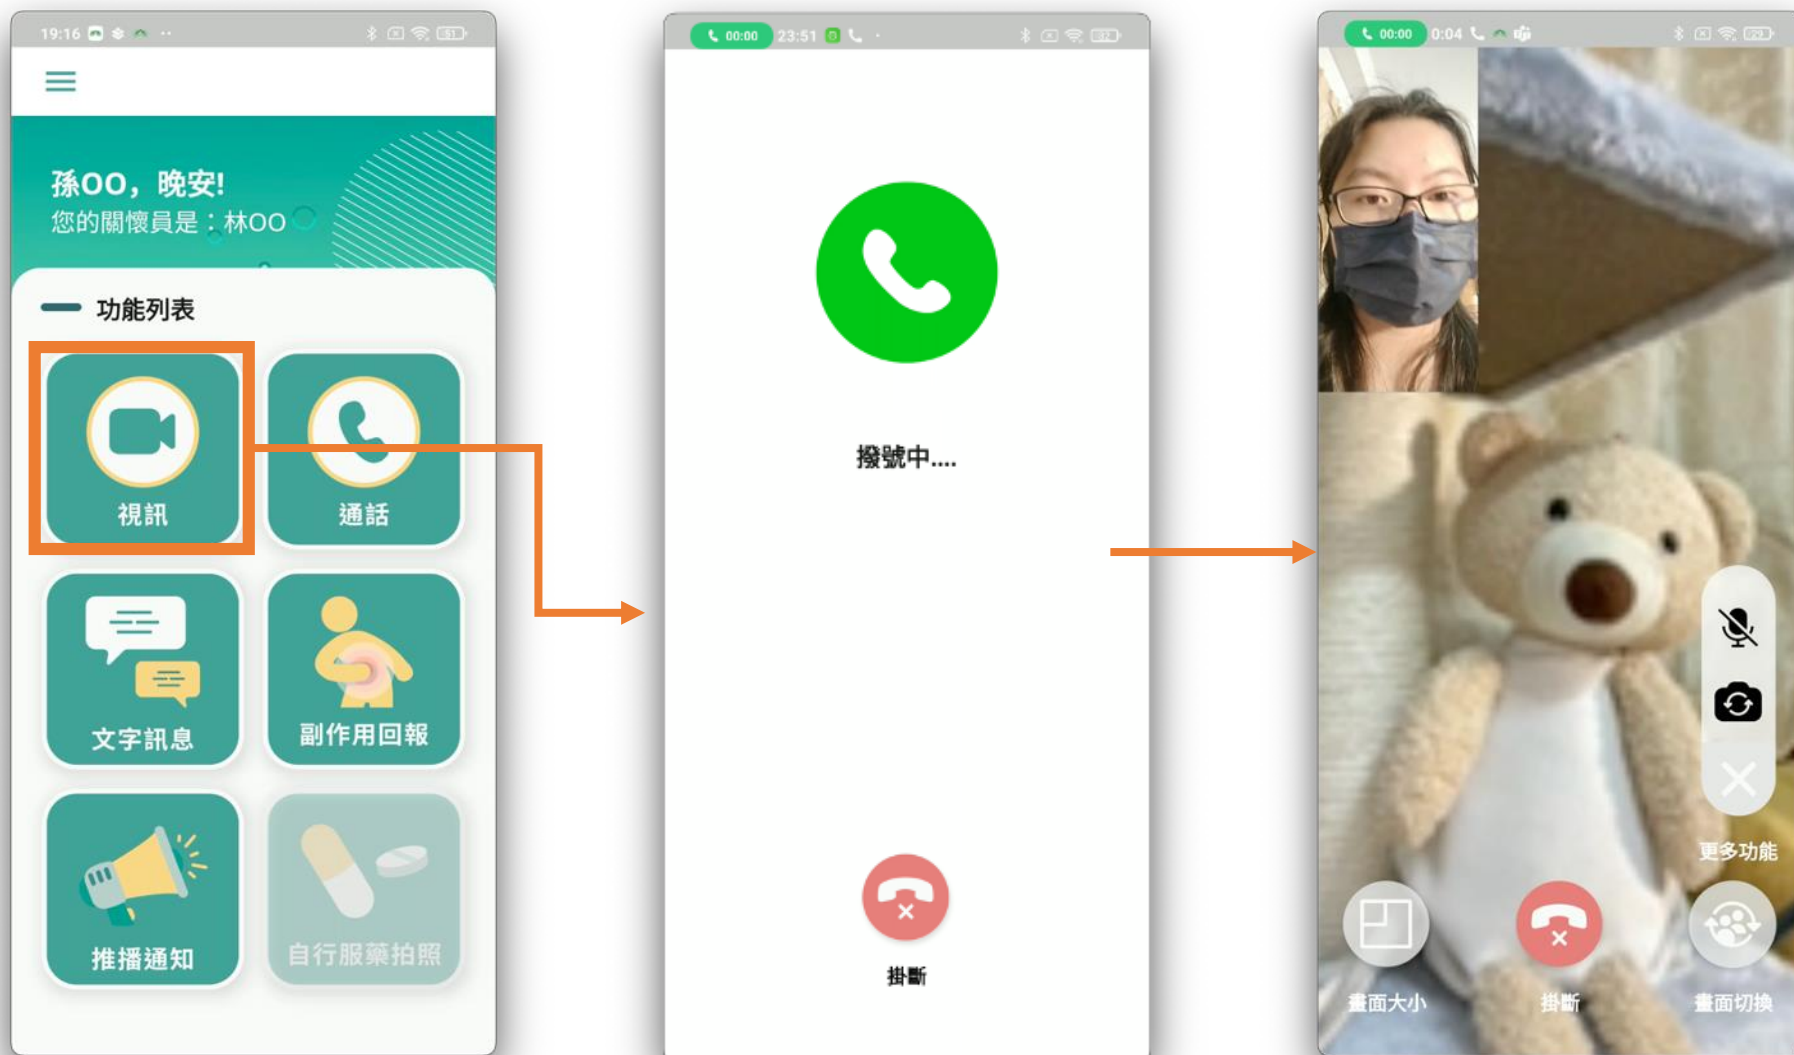 19:16
51
孫OO，晚安!
您的關懷員是：林OO
功能列表
視訊
通話
文字訊息
副作用回報
推播通知
自行服藥拍照
00:00 23:51
撥號中....
掛斷
00:00 0:04
29
更多功能
畫面大小
掛斷
畫面切換